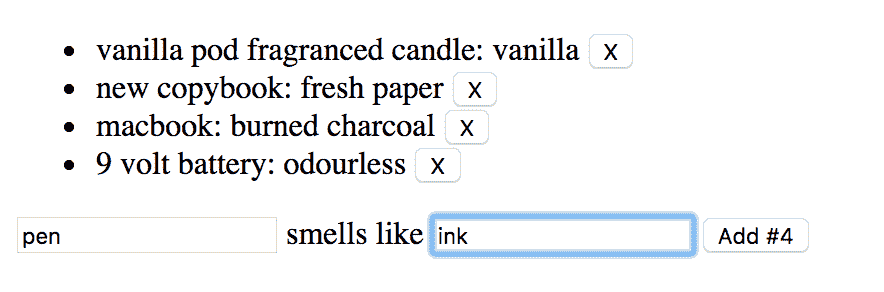 vanilla pod fragranced candle: vanilla X
new copybook: fresh paper X
macbook: burned charcoal X
9 volt battery: odourless X
pen smells like ink Add #4